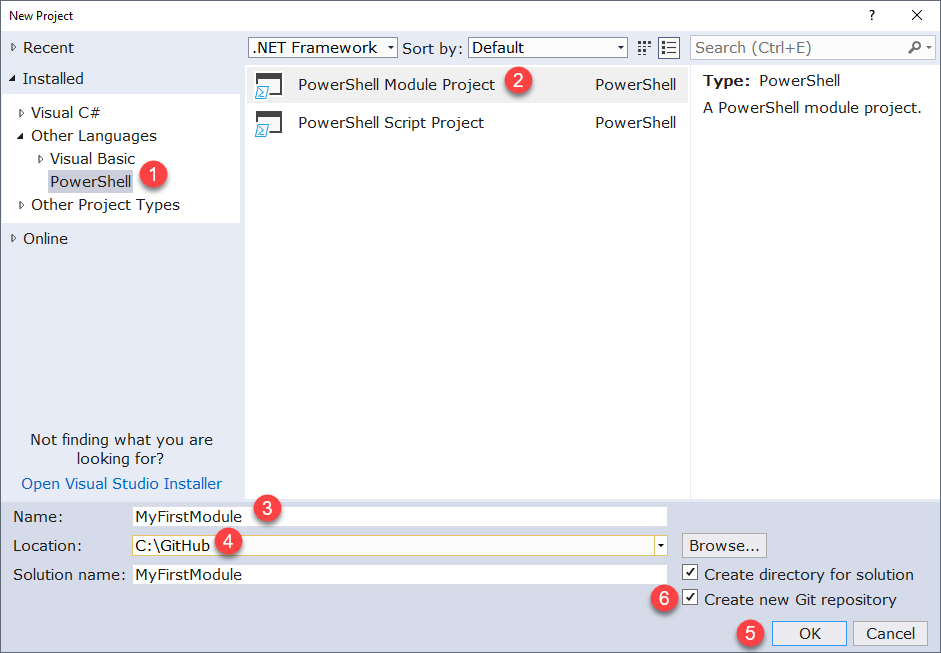 New Project
?
Recent
Installed
Visual C#
Other Languages
Visual Basic
PowerShell 1
Other Project Types
Online
Not finding what you are
looking for?
Open Visual Studio Installer
.NET Framework Sort by: Default
PowerShell Module Project 2 PowerShell
PowerShell Script Project PowerShell
Search (Ctrl+E)
Type: PowerShell
A PowerShell module project.
Name: MyFirstModule 3
Location: C:\GitHub 4 Browse...
Solution name: MyFirstModule
Create directory for solution
6 Create new Git repository
5 OK Cancel